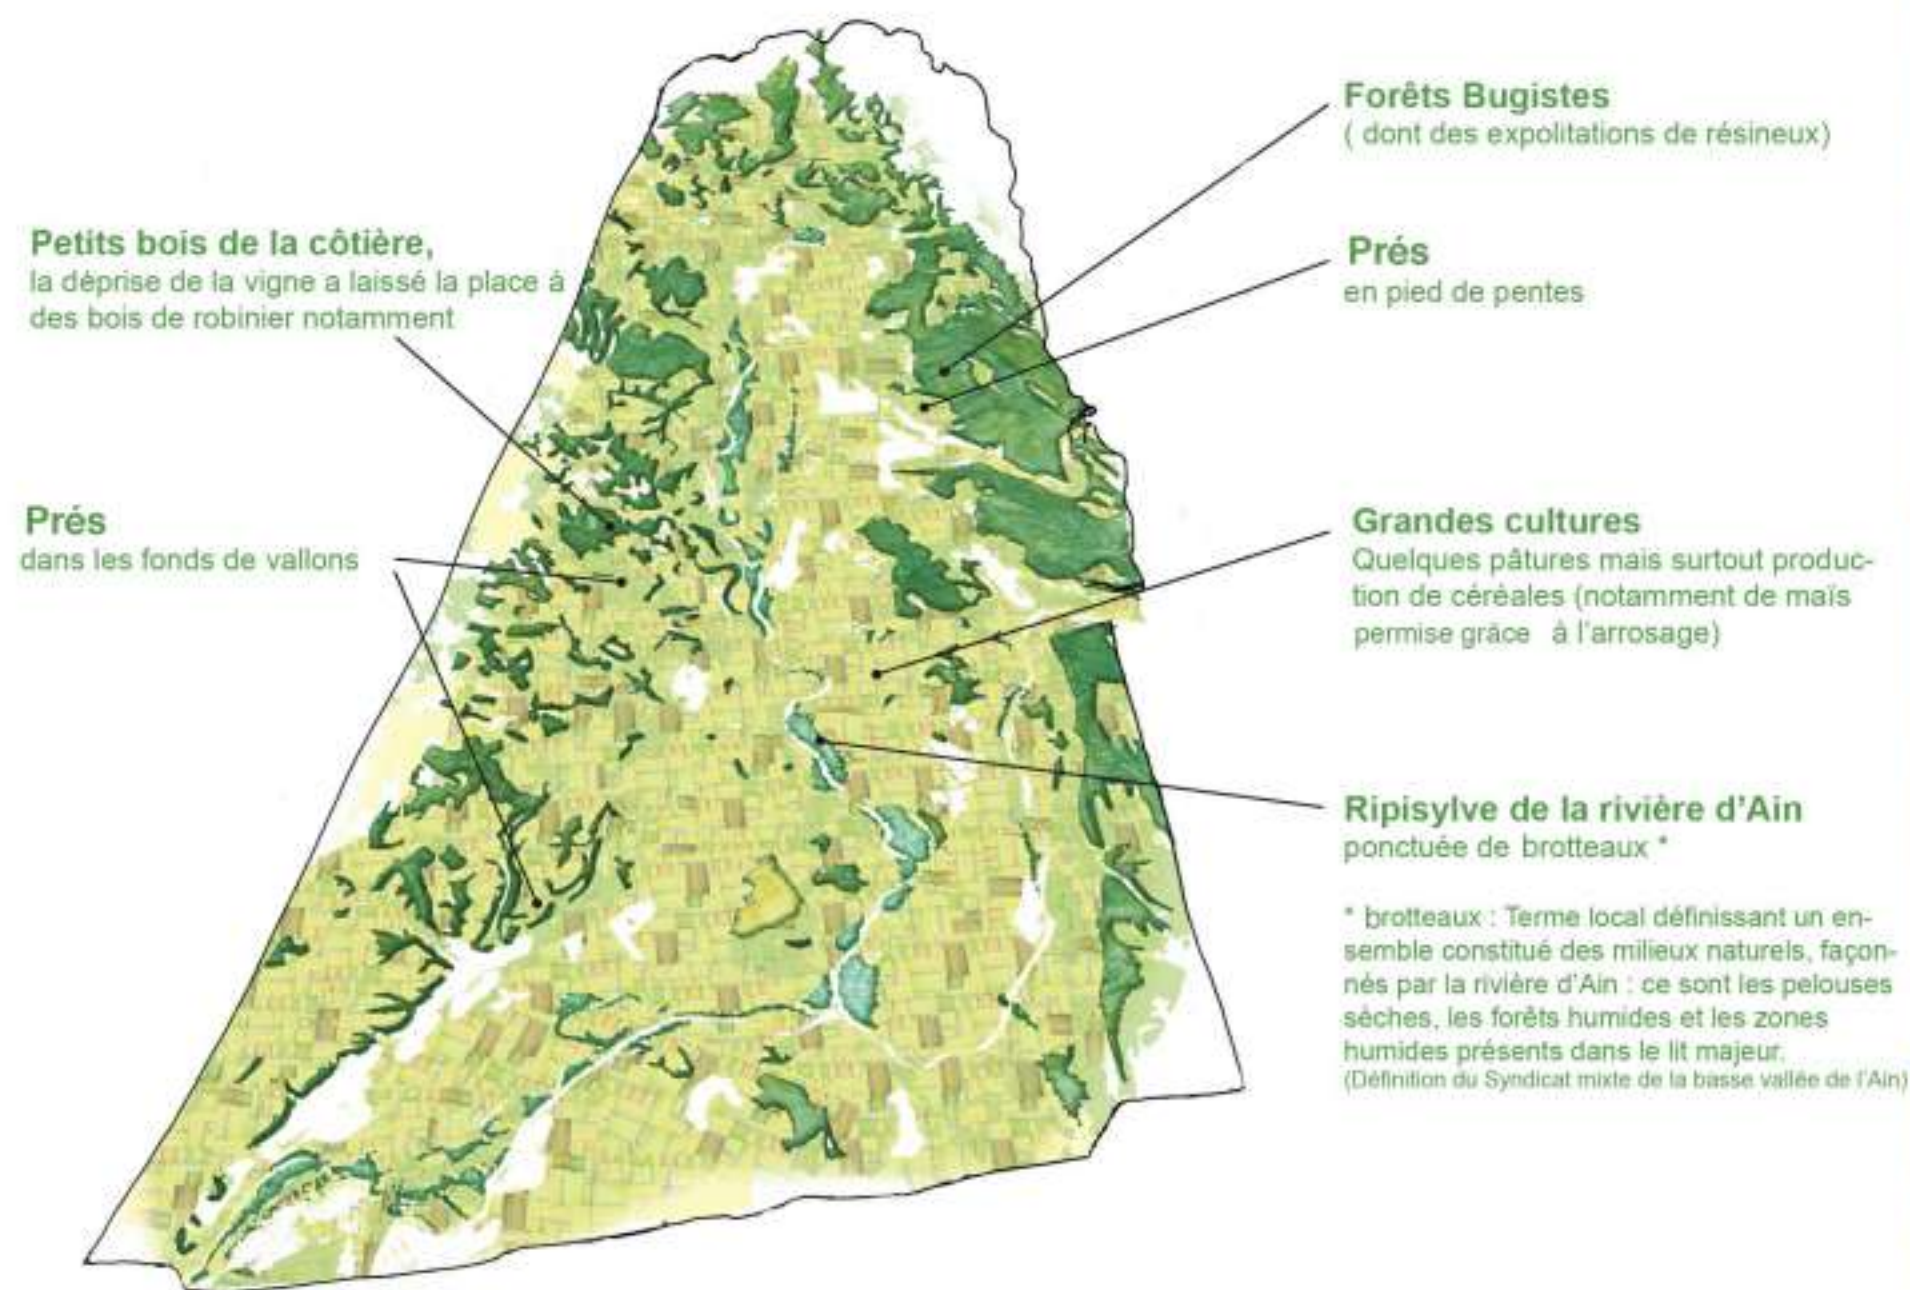 Petits bois de la côtière,
la déprise de la vigne a laissé la place à
des bois de robinier notamment
Prés
dans les fonds de vallons
Forêts Bugistes
( dont des expolitations de résineux)
Prés
en pied de pentes
Grandes cultures
Quelques pâtures mais surtout produc-
tion de céréales (notamment de maïs
permise grâce à l'arrosage)
Ripisylve de la rivière d'Ain
ponctuée de brotteaux *
* brotteaux : Terme local définissant un en-
semble constitué des milieux naturels, façon-
nés par la rivière d'Ain : ce sont les pelouses
sèches, les forêts humides et les zones
humides présents dans le lit majeur.
(Définition du Syndicat mixte de la basse vallée de l'Ain)